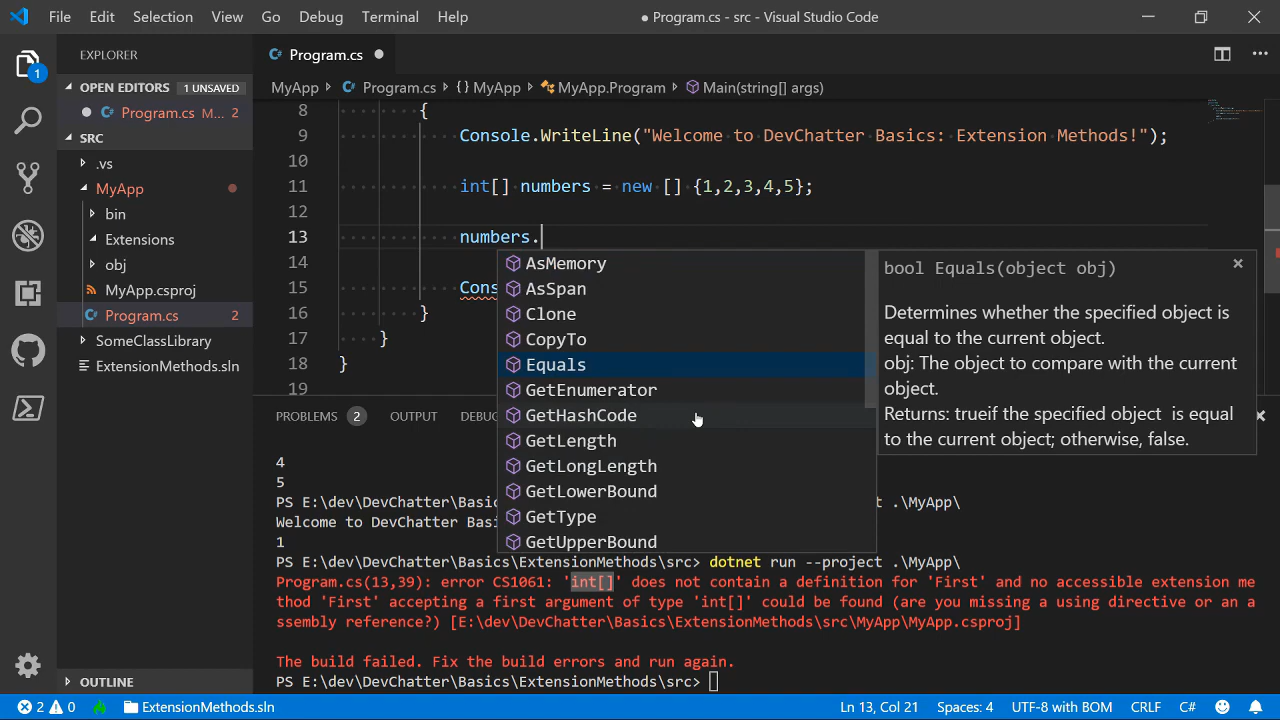 File Edit Selection View Go Debug Terminal Help ● Program.cs - src - Visual Studio Code
EXPLORER
OPEN EDITORS 1 UNSAVED
Program.cs M... 2
SRC
.vs
MyApp
bin
Extensions
obj
MyApp.csproj
Program.cs 2
SomeClassLibrary
ExtensionMethods.sln
OUTLINE
1
Program.cs
MyApp > Program.cs > { } MyApp > MyApp.Program > Main(string[] args)
8 {
9 Console.WriteLine("Welcome to DevChatter Basics: Extension Methods!");
10
11 int[] numbers = new [] {1,2,3,4,5};
12
13 numbers.
14
15 Cons
16 }
17 }
18 }
19
AsMemory
AsSpan
Clone
CopyTo
Equals
GetEnumerator
GetHashCode
GetLength
GetLongLength
GetLowerBound
GetType
GetUpperBound
bool Equals(object obj)
Determines whether the specified object is
equal to the current object.
obj: The object to compare with the current
object.
Returns: trueif the specified object is equal
to the current object; otherwise, false.
PROBLEMS 2 OUTPUT DEBU
4
5
PS E:\dev\DevChatter\Basics\ExtensionMethods\src> .\MyApp\
Welcome to DevChatter Bas
1
PS E:\dev\DevChatter\Basics\ExtensionMethods\src> dotnet run --project .\MyApp\
Program.cs(13,39): error CS1061: 'int[]' does not contain a definition for 'First' and no accessible extension me
thod 'First' accepting a first argument of type 'int[]' could be found (are you missing a using directive or an a
ssembly reference?) [E:\dev\DevChatter\Basics\ExtensionMethods\src\MyApp\MyApp.csproj]
The build failed. Fix the build errors and run again.
PS E:\dev\DevChatter\Basics\ExtensionMethods\src>
2 0 ExtensionMethods.sln Ln 13, Col 21 Spaces: 4 UTF-8 with BOM CRLF C#